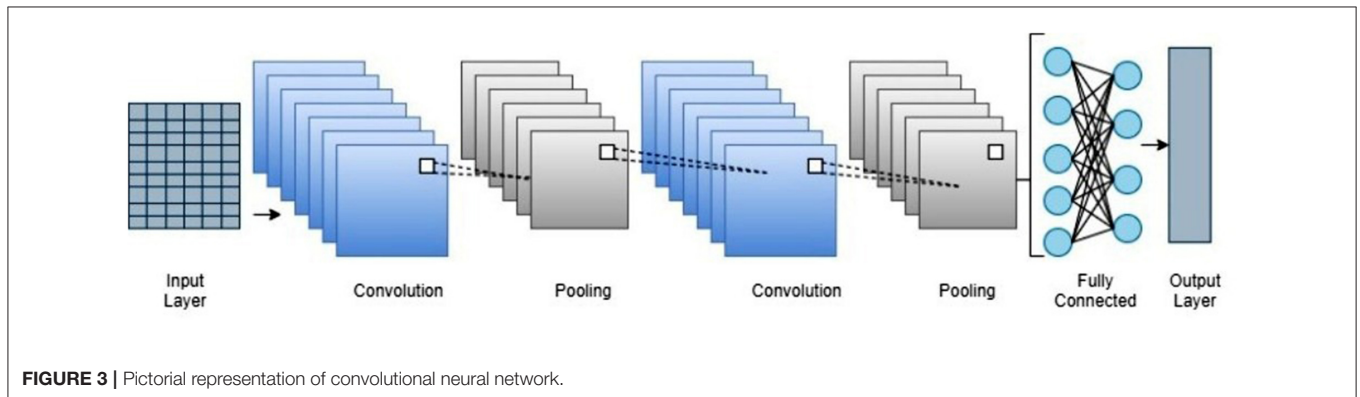 Input
Layer
Convolution
Pooling
Convolution
Pooling
Fully
Connected
Output
Layer
FIGURE 3 | Pictorial representation of convolutional neural network.